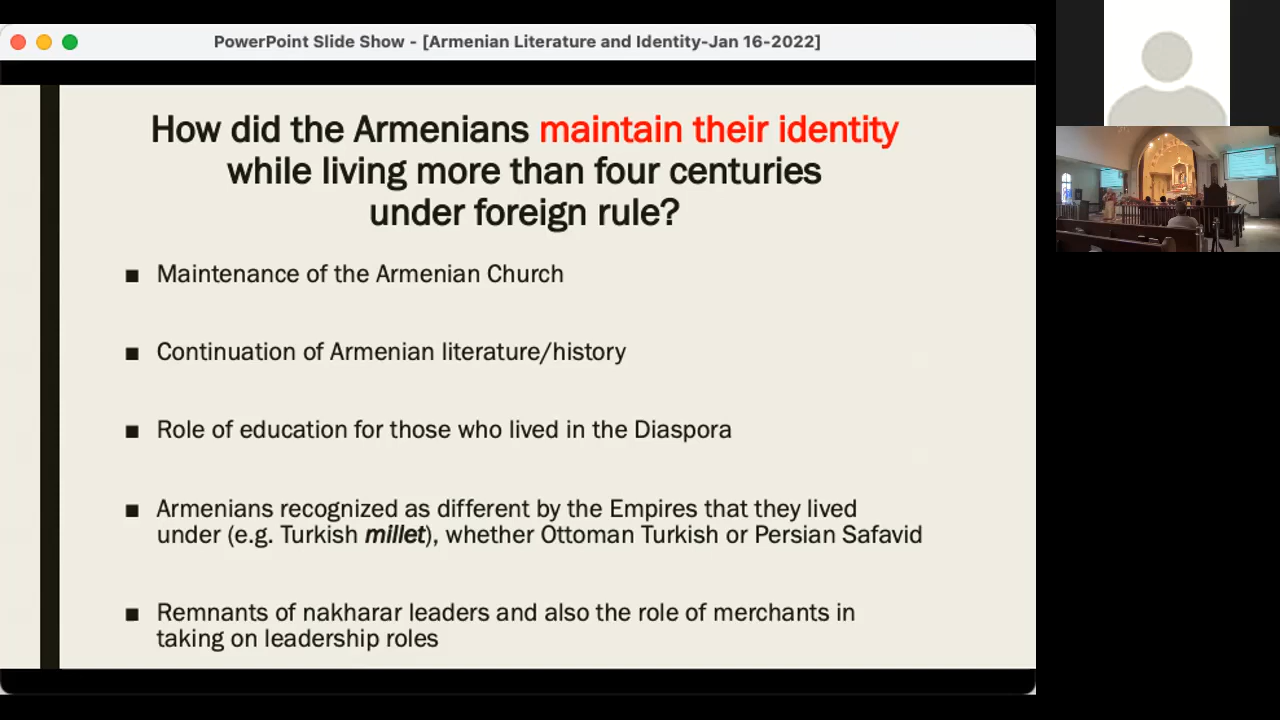 PowerPoint Slide Show - [Armenian Literature and Identity-Jan 16-2022]
How did the Armenians maintain their identity
while living more than four centuries
under foreign rule?
■ Maintenance of the Armenian Church
■ Continuation of Armenian literature/history
■ Role of education for those who lived in the Diaspora
■ Armenians recognized as different by the Empires that they lived
under (e.g. Turkish millet), whether Ottoman Turkish or Persian Safavid
■ Remnants of nakharar leaders and also the role of merchants in
taking on leadership roles